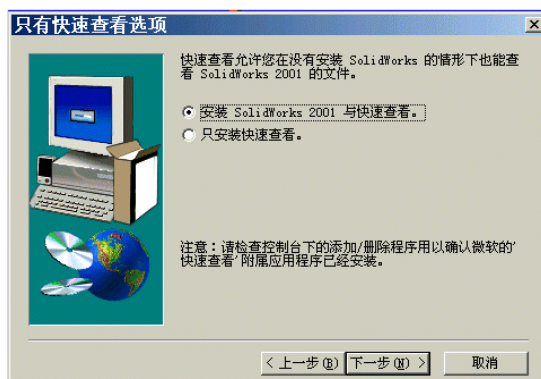 只有快速查看选项
快速查看允许您在没有安装 SolidWorks 的情形下也能查
看 SolidWorks 2001 的文件。
安装 SolidWorks 2001 与快速查看。
只安装快速查看。
注意：请检查控制台下的添加/删除程序用以确认微软的'
快速查看'附属应用程序已经安装。
<上一步(B) 下一步(N) > 取消